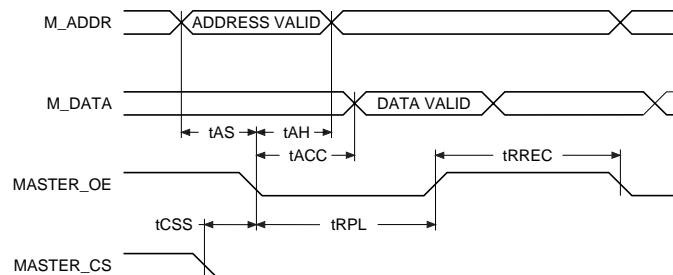 M_ADDR
ADDRESS VALID
M_DATA
DATA VALID
tAS
tAH
tACC
tRREC
MASTER_OE
tCSS
tRPL
MASTER_CS